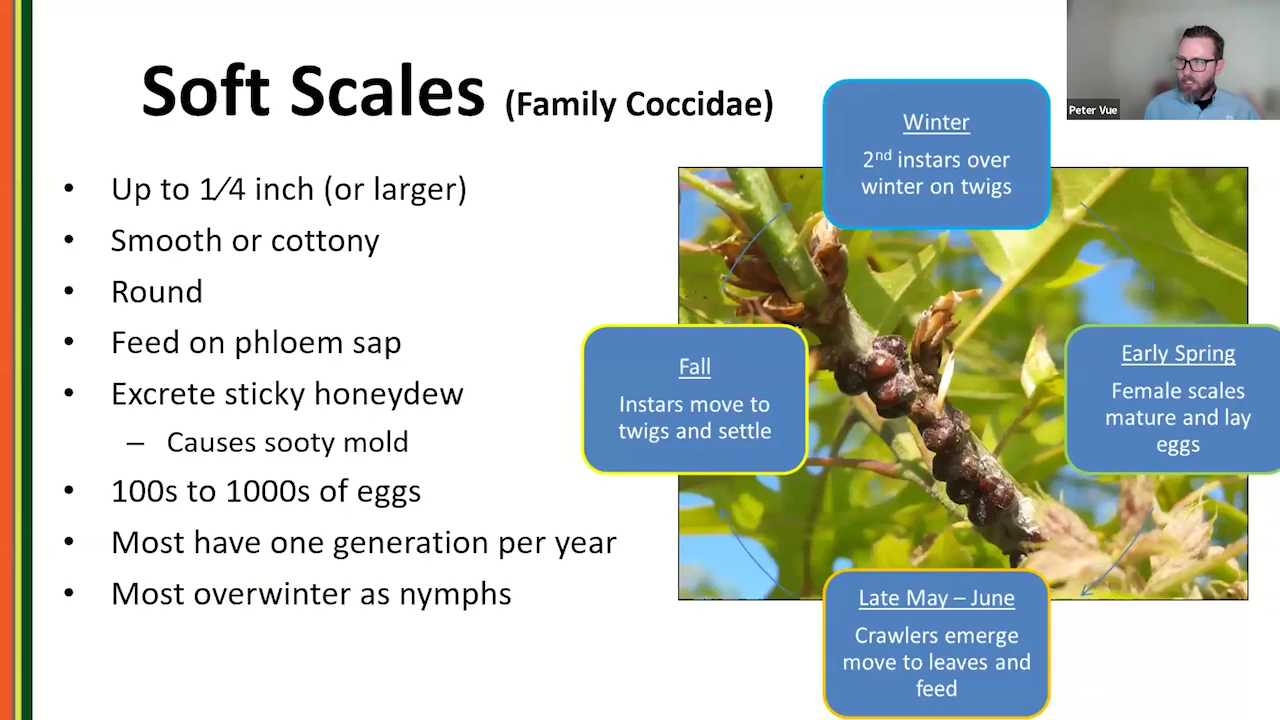 Soft Scales (Family Coccidae)
• Up to 1⁄4 inch (or larger)
• Smooth or cottony
• Round
• Feed on phloem sap
• Excrete sticky honeydew
– Causes sooty mold
• 100s to 1000s of eggs
• Most have one generation per year
• Most overwinter as nymphs
Winter
2nd instars over
winter on twigs
Early Spring
Female scales
mature and lay
eggs
Late May – June
Crawlers emerge
move to leaves and
feed
Fall
Instars move to
twigs and settle
Peter Vue